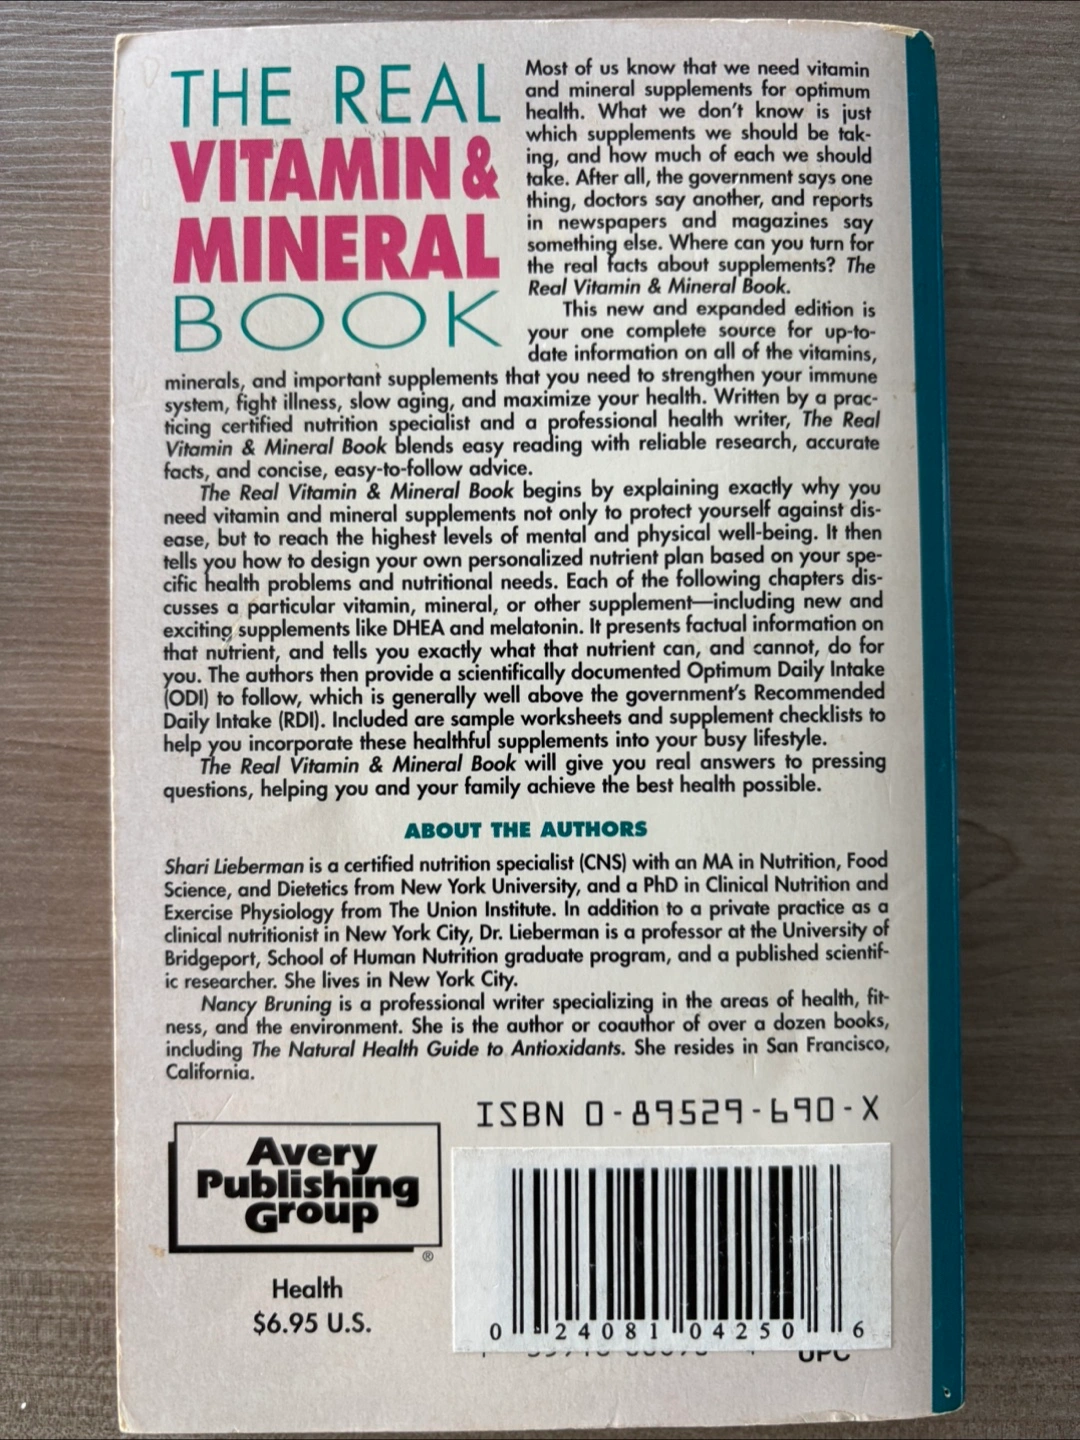 THE REAL
VITAMIN &
MINERAL
BOOK
Most of us know that we need vitamin
and mineral supplements for optimum
health. What we don't know is just
which supplements we should be tak-
ing, and how much of each we should
take. After all, the government says one
thing, doctors say another, and reports
in newspapers and magazines say
something else. Where can you turn for
the real facts about supplements? The
Real Vitamin & Mineral Book.
This new and expanded edition is
your one complete source for up-to-
date information on all of the vitamins,
minerals, and important supplements that you need to strengthen your immune
system, fight illness, slow aging, and maximize your health. Written by a prac-
ticing certified nutrition specialist and a professional health writer, The Real
Vitamin & Mineral Book blends easy reading with reliable research, accurate
facts, and concise, easy-to-follow advice.
The Real Vitamin & Mineral Book begins by explaining exactly why you
need vitamin and mineral supplements not only to protect yourself against dis-
ease, but to reach the highest levels of mental and physical well-being. It then
tells you how to design your own personalized nutrient plan based on your spe-
cific health problems and nutritional needs. Each of the following chapters dis-
cusses a particular vitamin, mineral, or other supplement—including new and
exciting supplements like DHEA and melatonin. It presents factual information on
that nutrient, and tells you exactly what that nutrient can, and cannot, do for
you. The authors then provide a scientifically documented Optimum Daily Intake
(ODI) to follow, which is generally well above the government's Recommended
Daily Intake (RDI). Included are sample worksheets and supplement checklists to
help you incorporate these healthful supplements into your busy lifestyle.
The Real Vitamin & Mineral Book will give you real answers to pressing
questions, helping you and your family achieve the best health possible.
ABOUT THE AUTHORS
Shari Lieberman is a certified nutrition specialist (CNS) with an MA in Nutrition, Food
Science, and Dietetics from New York University, and a PhD in Clinical Nutrition and
Exercise Physiology from The Union Institute. In addition to a private practice as a
clinical nutritionist in New York City, Dr. Lieberman is a professor at the University of
Bridgeport, School of Human Nutrition graduate program, and a published scientif-
ic researcher. She lives in New York City.
Nancy Bruning is a professional writer specializing in the areas of health, fit-
ness, and the environment. She is the author or coauthor of over a dozen books,
including The Natural Health Guide to Antioxidants. She resides in San Francisco,
California.
ISBN 0-89529-690-X
Avery
Publishing
Group
®
Health
$6.95 U.S.
0 24081 04250 6
UPC